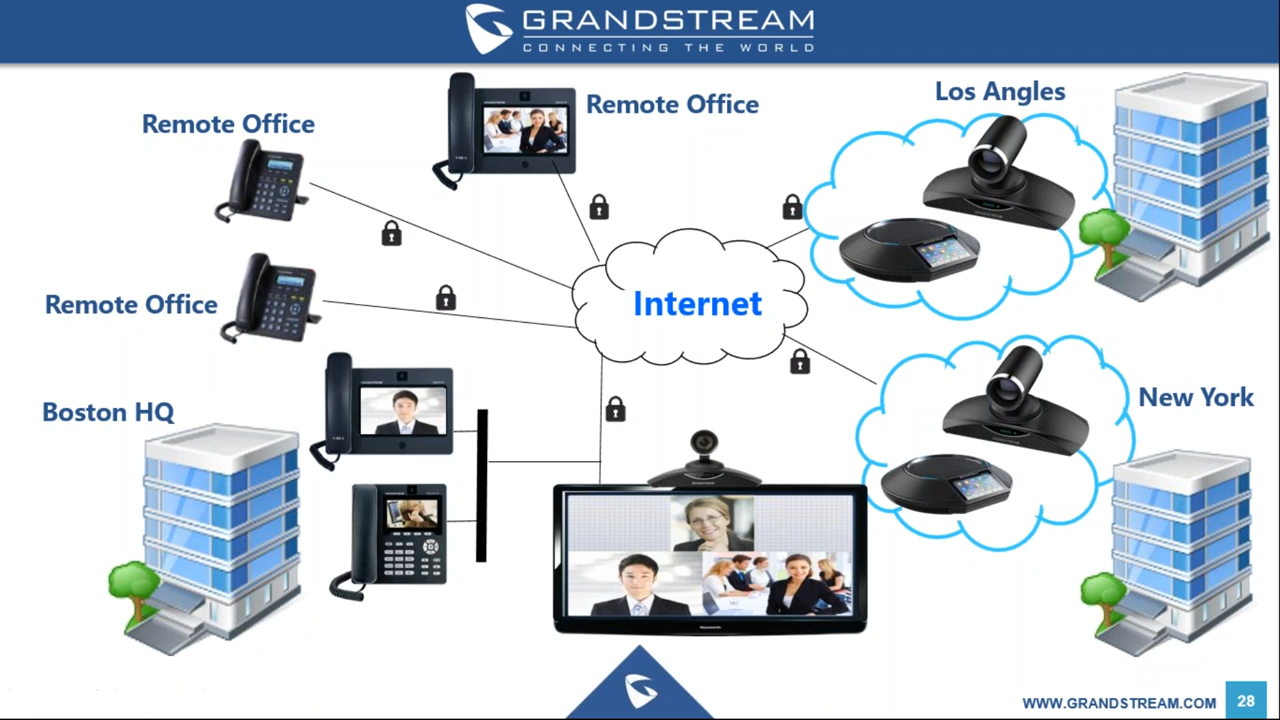 GRANDSTREAM
CONNECTING THE WORLD
Remote Office
Remote Office
Los Angles
Remote Office
Internet
Boston HQ
New York
WWW.GRANDSTREAM.COM
28